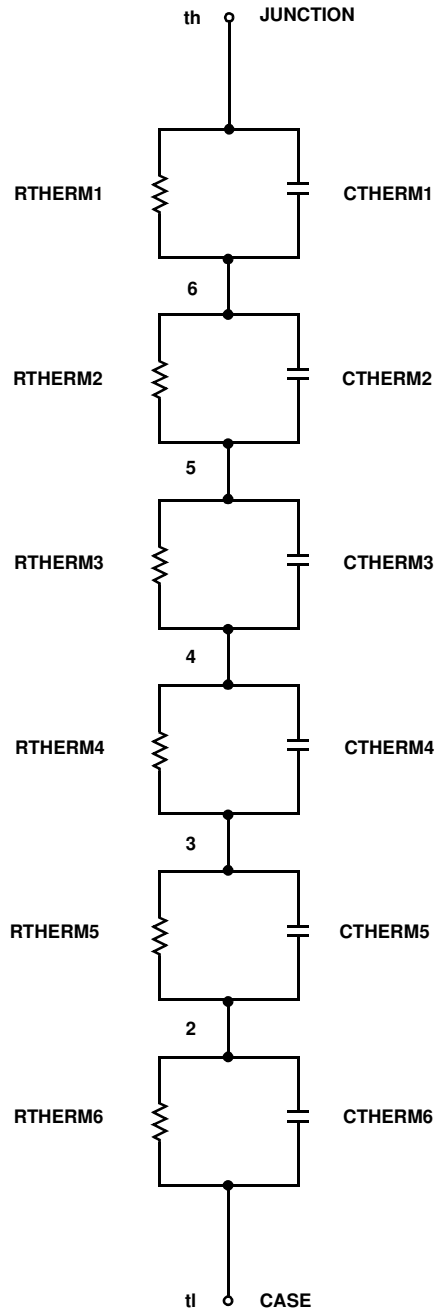 th JUNCTION
RTHERM1 CTHERM1
6
RTHERM2 CTHERM2
5
RTHERM3 CTHERM3
4
RTHERM4 CTHERM4
3
RTHERM5 CTHERM5
2
RTHERM6 CTHERM6
tl CASE